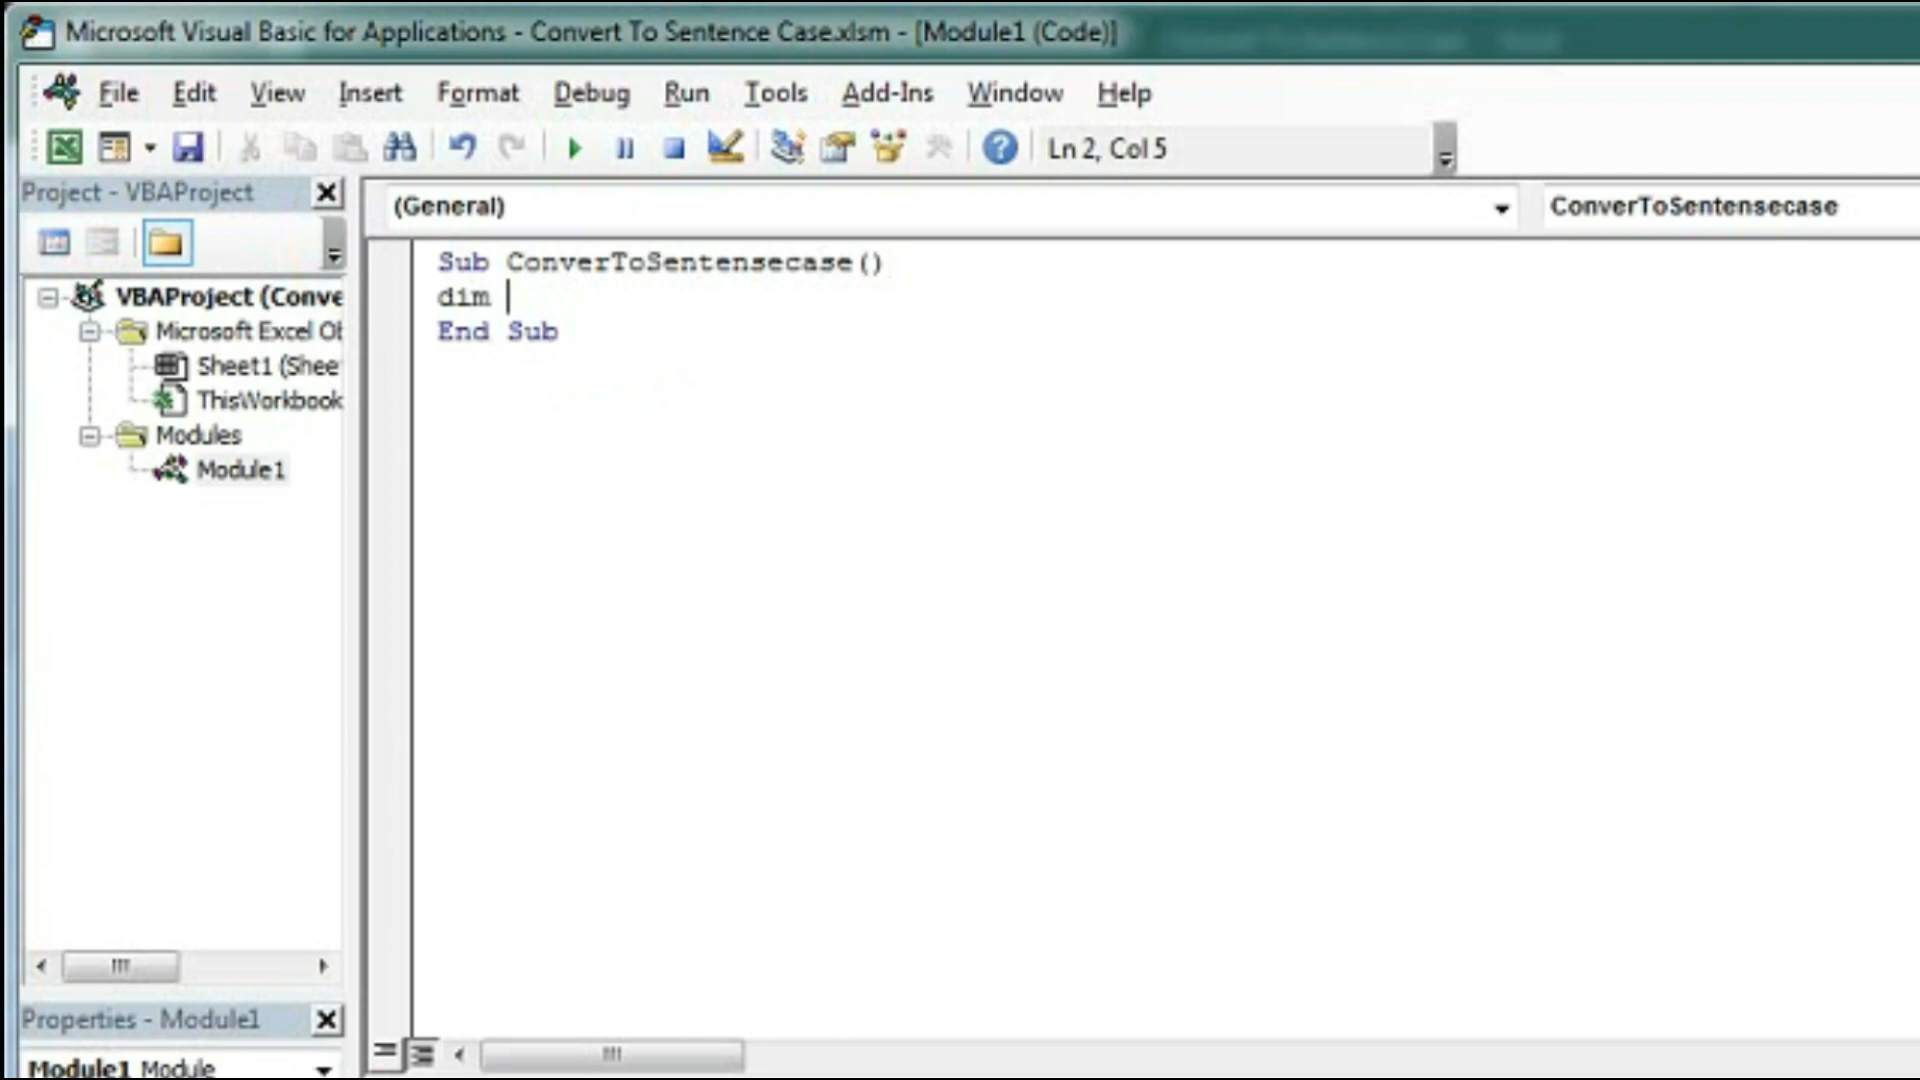 Microsoft Visual Basic for Applications - Convert To Sentence Case.xlsm - [Module1 (Code)]
File Edit View Insert Format Debug Run Tools Add-Ins Window Help
Ln 2, Col 5
Project - VBAProject
(General) ConverToSentensecase
Sub ConverToSentensecase()
dim
End Sub
VBAProject (Conve
Microsoft Excel Ob
Sheet1 (Shee
ThisWorkbook
Modules
Module1
Properties - Module1
Module1 Module